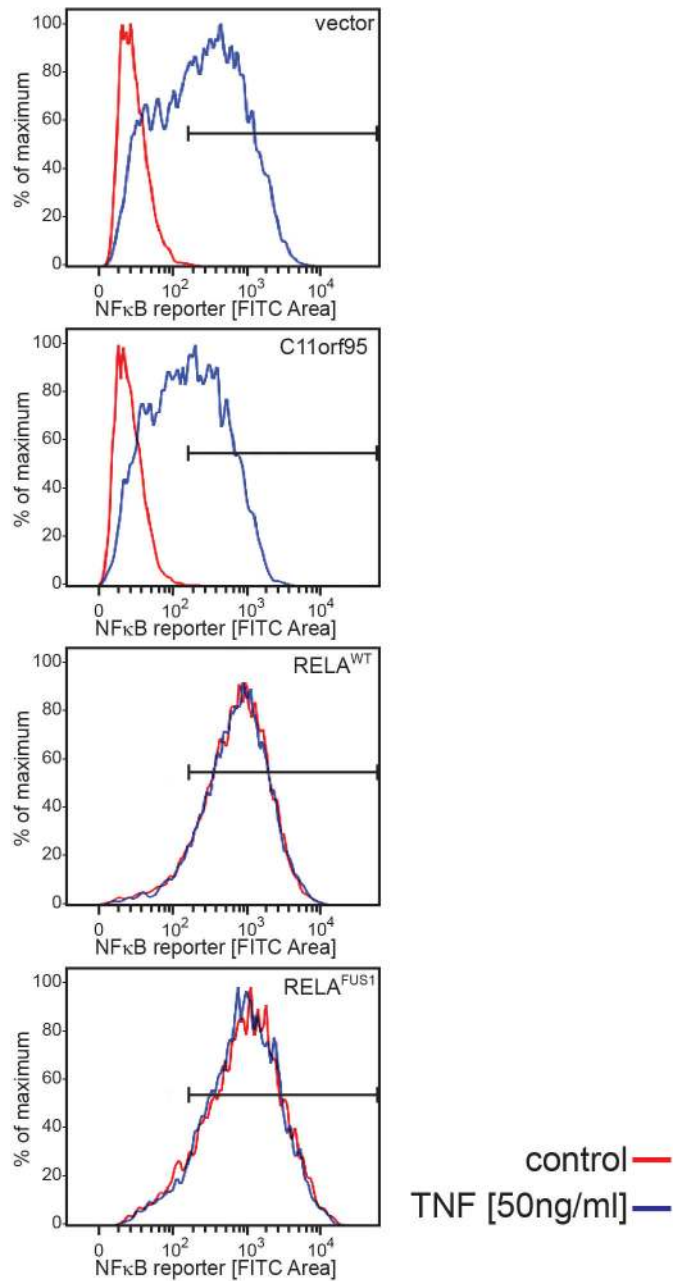 vector
% of maximum
100
80
60
40
20
0
0 10² 10³ 10⁴
NFκB reporter [FITC Area]
C11orf95
% of maximum
100
80
60
40
20
0
0 10² 10³ 10⁴
NFκB reporter [FITC Area]
RELAᵂᵀ
% of maximum
100
80
60
40
20
0
0 10² 10³ 10⁴
NFκB reporter [FITC Area]
RELA^FUS1
% of maximum
100
80
60
40
20
0
0 10² 10³ 10⁴
NFκB reporter [FITC Area]
control
TNF [50ng/ml]